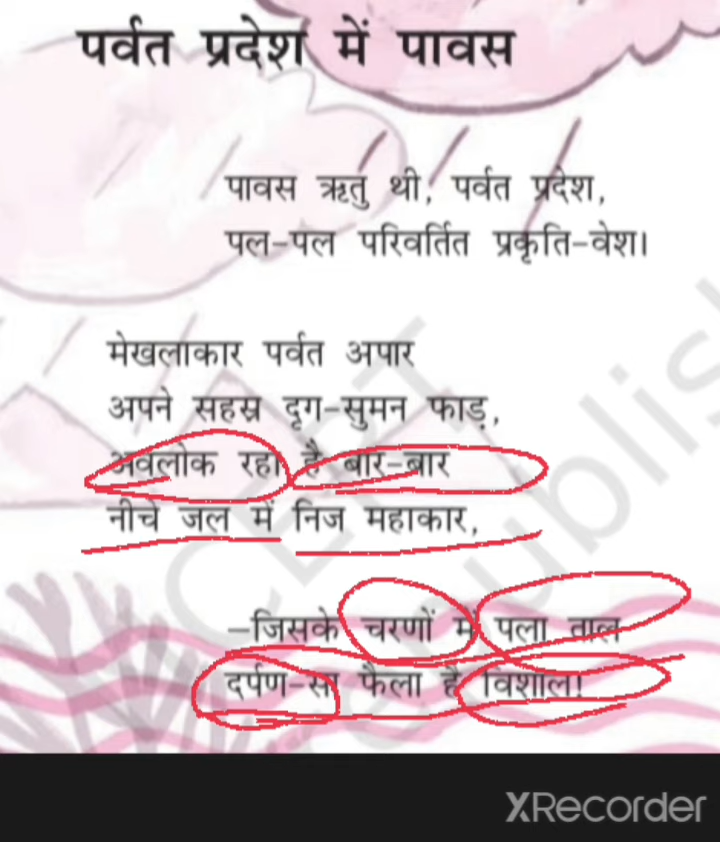 पर्वत प्रदेश में पावस
पावस ऋतु थी, पर्वत प्रदेश,
पल-पल परिवर्तित प्रकृति-वेश।
मेखलाकार पर्वत अपार
अपने सहस्र दृग-सुमन फाड़,
अवलोक रहा है बार-बार
नीचे जल में निज महाकार,
-जिसके चरणों में पला ताल
दर्पण-सा फैला है विशाल!
XRecorder